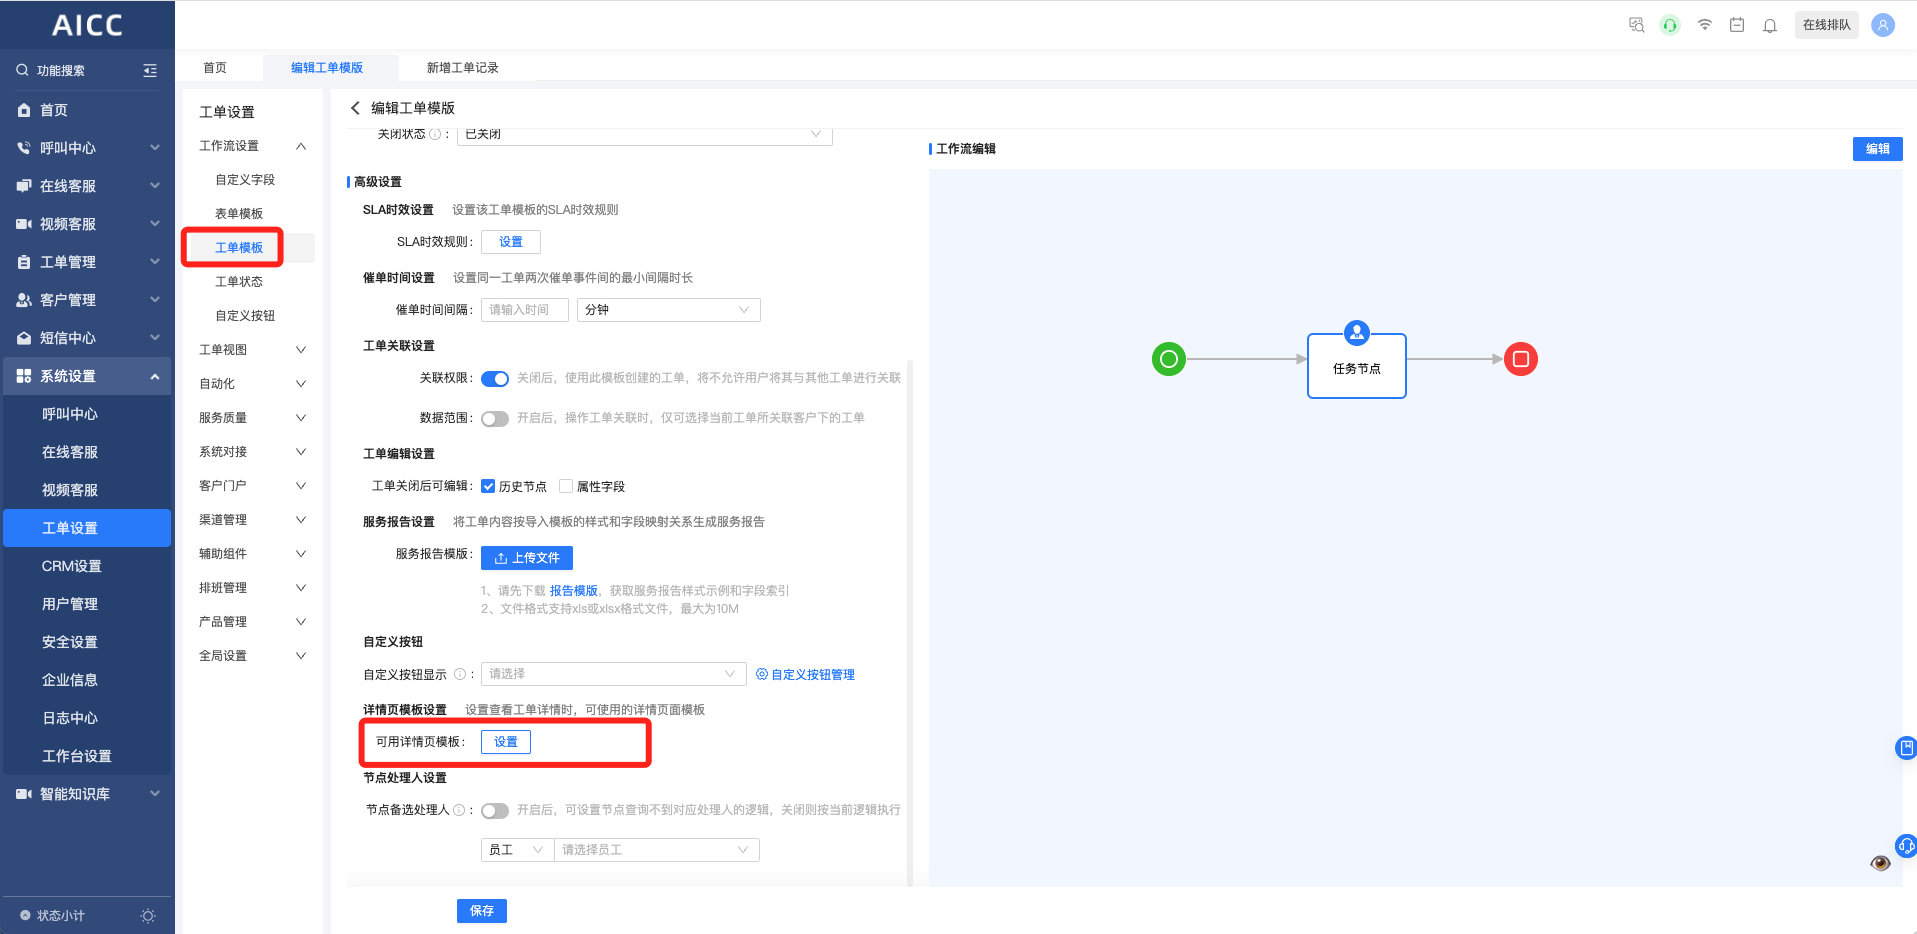 AICC
功能搜索
首页
呼叫中心
在线客服
视频客服
工单管理
客户管理
短信中心
系统设置
呼叫中心
在线客服
视频客服
工单设置
CRM设置
用户管理
安全设置
企业信息
日志中心
工作台设置
智能知识库
状态小计
在线排队
首页
编辑工单模版
新增工单记录
工单设置
工作流设置
自定义字段
表单模板
工单模板
工单状态
自定义按钮
工单视图
自动化
服务质量
系统对接
客户门户
渠道管理
辅助组件
排班管理
产品管理
全局设置
编辑工单模版
关闭状态 : 已关闭
高级设置
SLA时效设置 设置该工单模板的SLA时效规则
SLA时效规则: 设置
催单时间设置 设置同一工单两次催单事件间的最小间隔时长
催单时间间隔: 请输入时间 分钟
工单关联设置
关联权限: 关闭后，使用此模板创建的工单，将不允许用户将其与其他工单进行关联
数据范围: 开启后，操作工单关联时，仅可选择当前工单所关联客户下的工单
工单编辑设置
工单关闭后可编辑: 历史节点 属性字段
服务报告设置 将工单内容按导入模板的样式和字段映射关系生成服务报告
服务报告模版: 上传文件
1、请先下载 报告模版，获取服务报告样式示例和字段索引
2、文件格式支持xls或xlsx格式文件，最大为10M
自定义按钮
自定义按钮显示 : 请选择 自定义按钮管理
详情页模板设置 设置查看工单详情时，可使用的详情页面模板
可用详情页模板: 设置
节点处理人设置
节点备选处理人 : 开启后，可设置节点查询不到对应处理人的逻辑，关闭则按当前逻辑执行
员工 请选择员工
保存
工作流编辑
编辑
任务节点